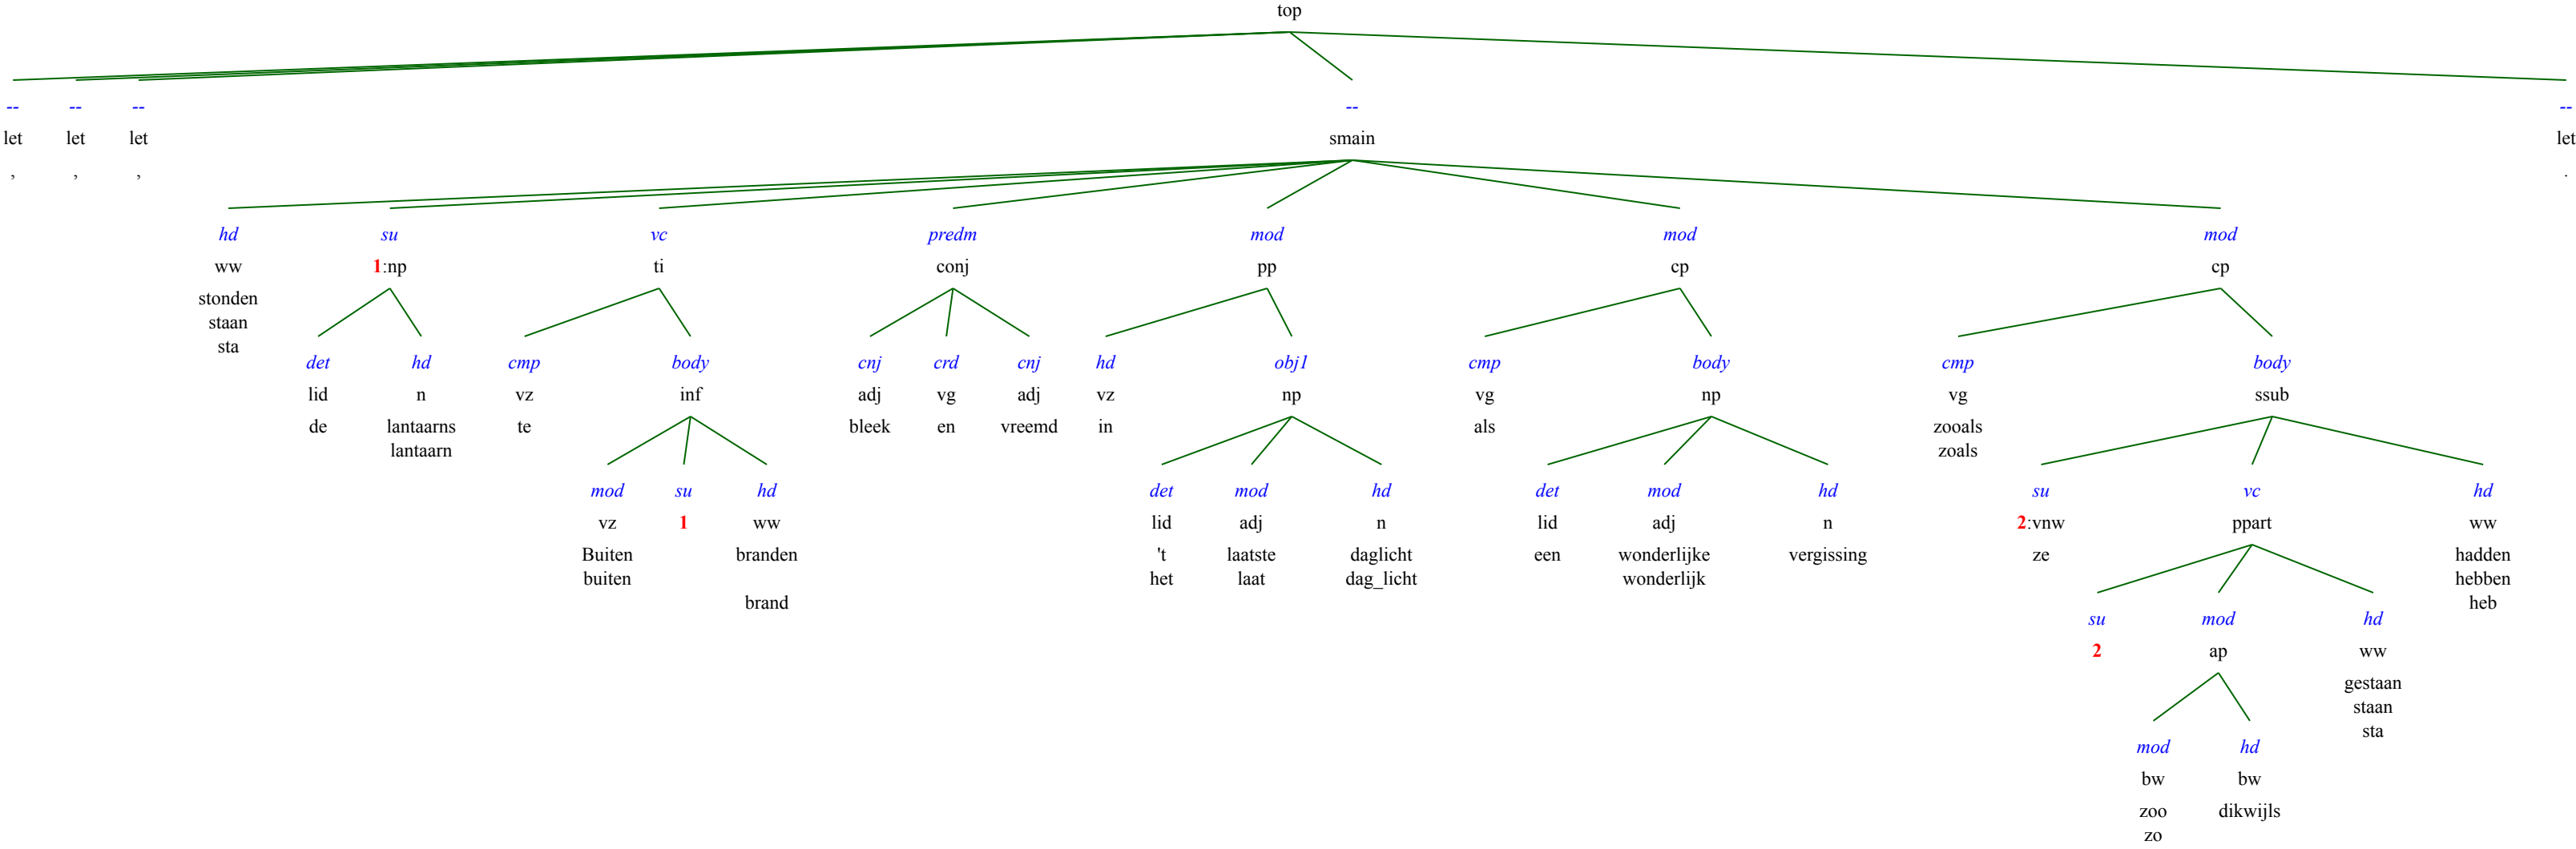 top
-- -- -- -- --
let let let smain let
, , , .
hd su vc predm mod mod mod
ww 1:np ti conj pp cp cp
stonden
staan
sta
det hd cmp body cnj crd cnj hd obj1 cmp body cmp body
lid n vz inf adj vg adj vz np vg np vg ssub
de lantaarns te bleek en vreemd in als zooals
lantaarn zoals
mod su hd det mod hd det mod hd su vc hd
vz 1 ww lid adj n lid adj n 2:vnw ppart ww
Buiten branden 't laatste daglicht een wonderlijke vergissing ze hadden
buiten het laat dag_licht wonderlijk hebben
brand heb
su mod hd
2 ap ww
gestaan
staan
sta
mod hd
bw bw
zoo dikwijls
zo